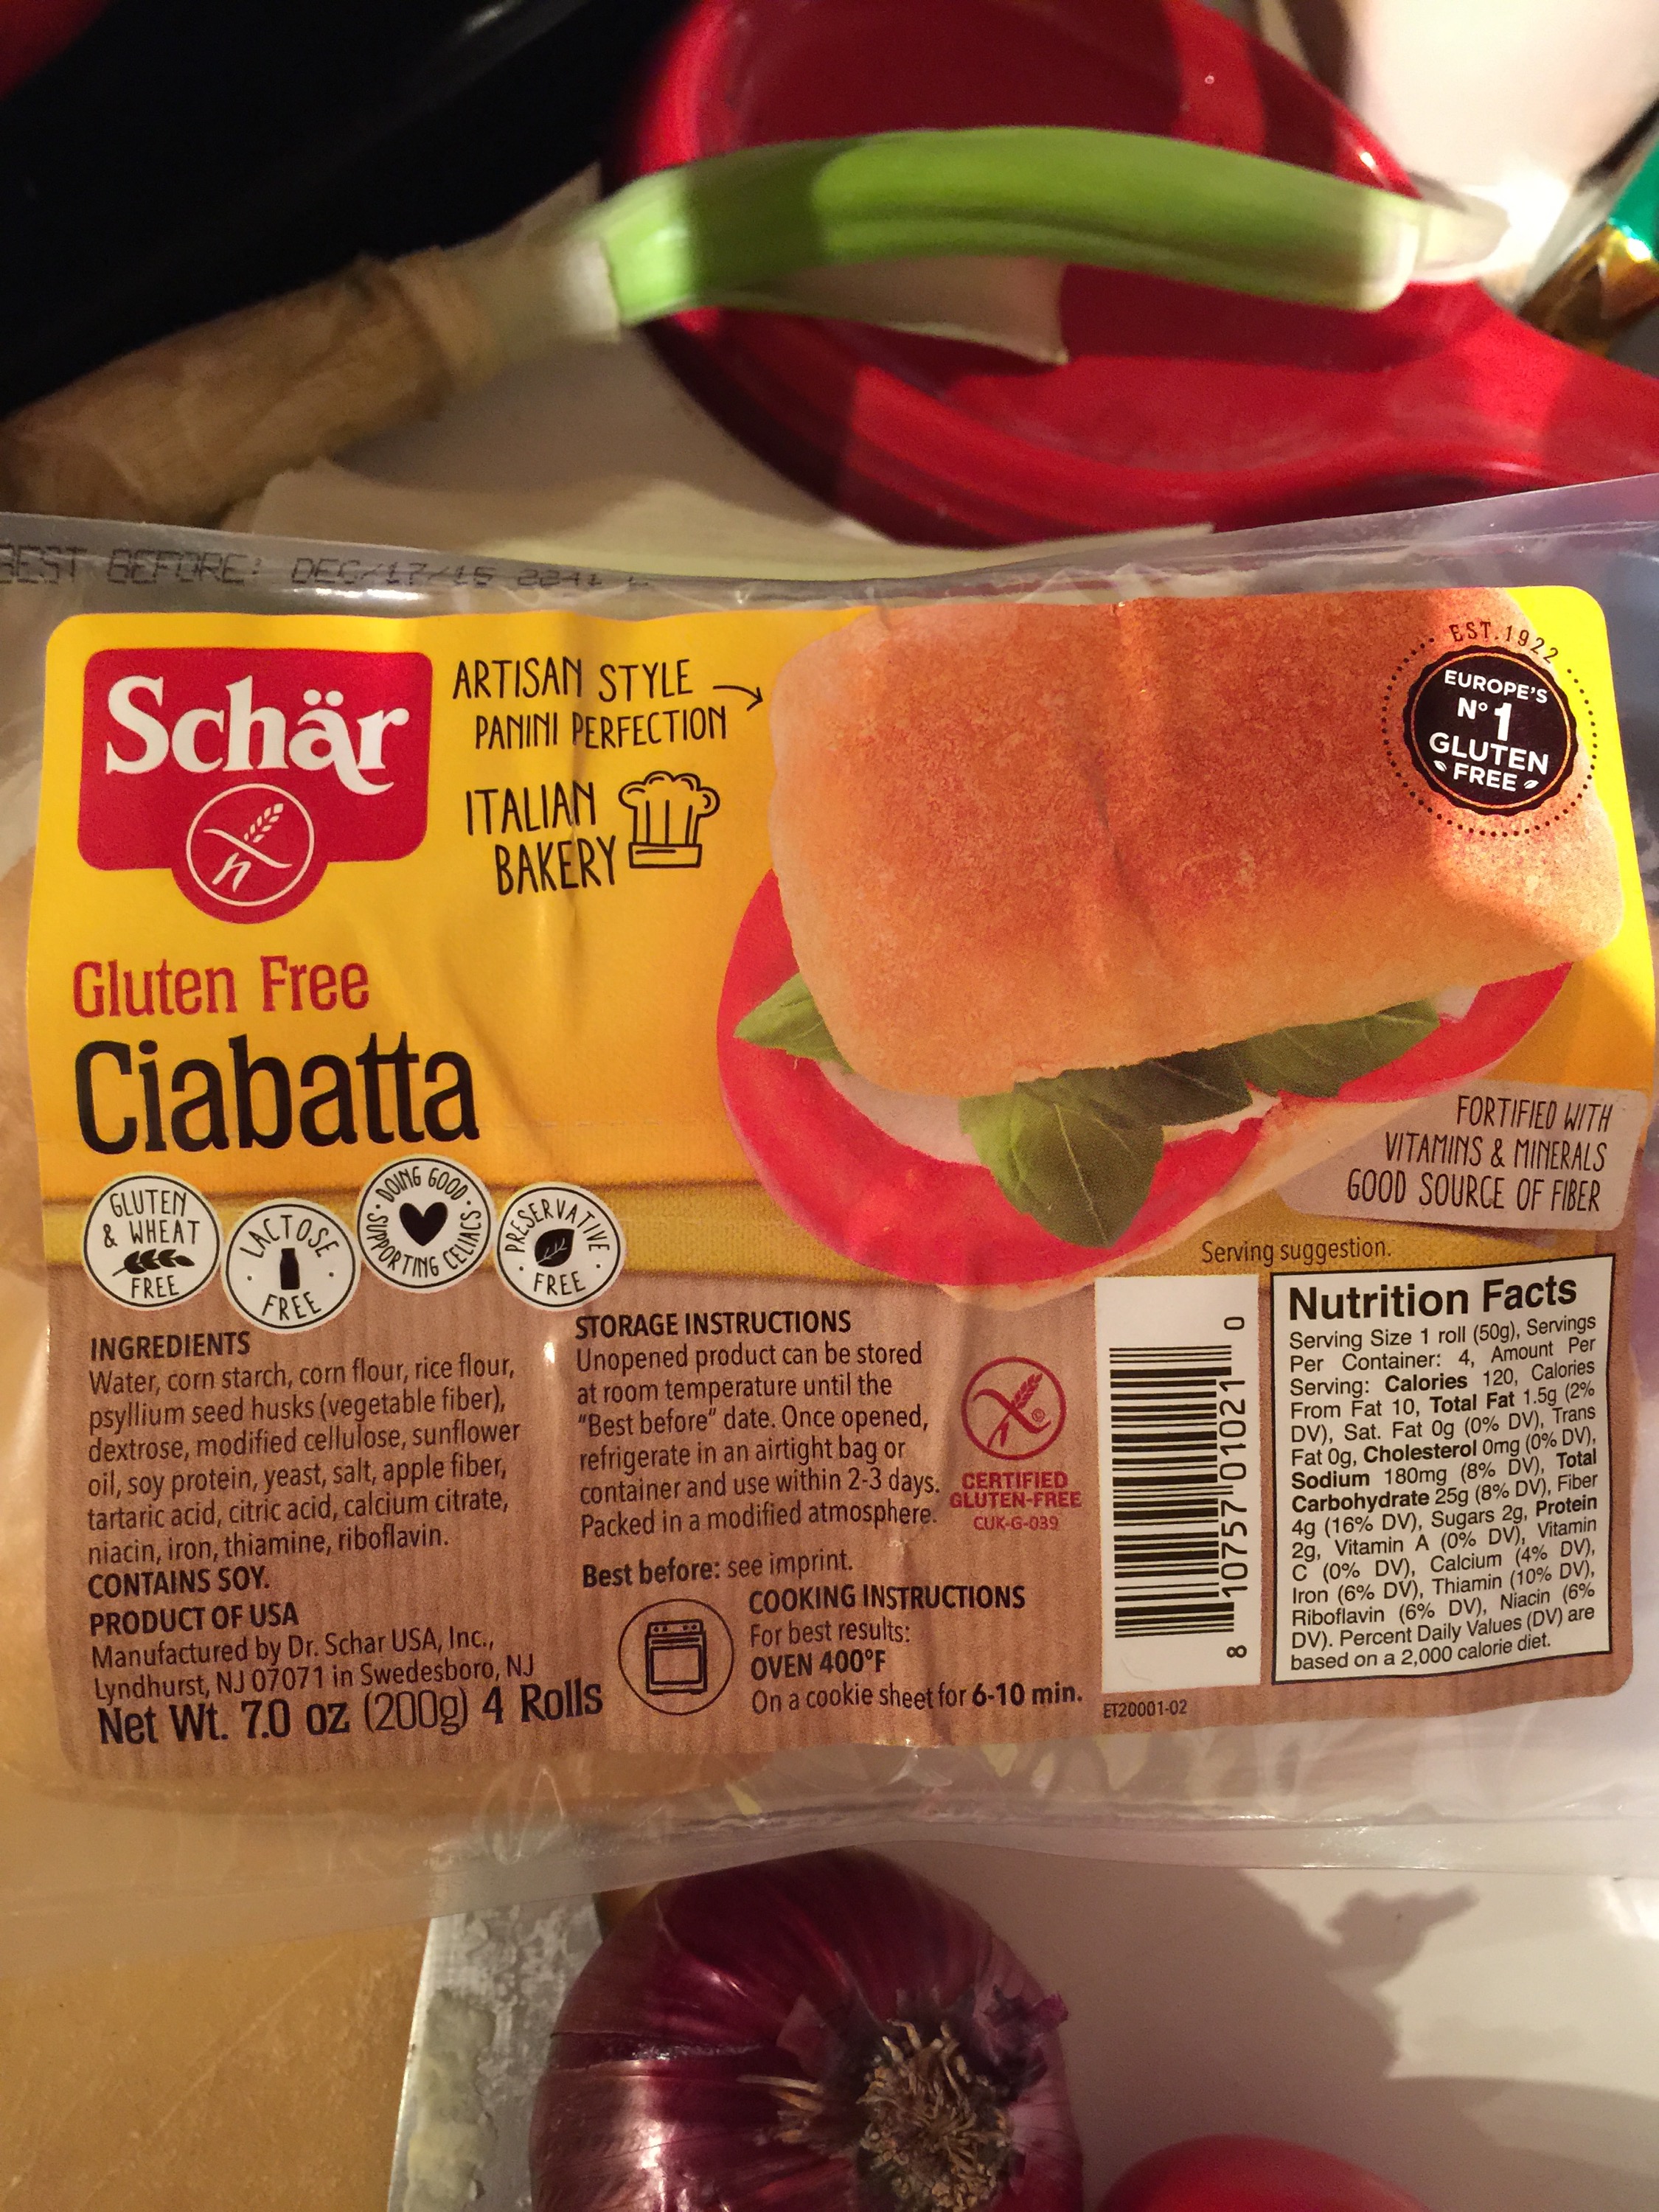 BEST BEFORE: DEC/17/15 2241 L
Schär
ARTISAN STYLE
PANINI PERFECTION
ITALIAN
BAKERY
EST. 1922
EUROPE'S
N° 1
GLUTEN
FREE
Gluten Free
Ciabatta
FORTIFIED WITH
VITAMINS & MINERALS
GOOD SOURCE OF FIBER
GLUTEN
& WHEAT
FREE
LACTOSE
FREE
DOING GOOD
SUPPORTING CELIACS
PRESERVATIVE
FREE
Serving suggestion.
INGREDIENTS
Water, corn starch, corn flour, rice flour,
psyllium seed husks (vegetable fiber),
dextrose, modified cellulose, sunflower
oil, soy protein, yeast, salt, apple fiber,
tartaric acid, citric acid, calcium citrate,
niacin, iron, thiamine, riboflavin.
CONTAINS SOY.
PRODUCT OF USA
Manufactured by Dr. Schar USA, Inc.,
Lyndhurst, NJ 07071 in Swedesboro, NJ
Net Wt. 7.0 oz (200g) 4 Rolls
STORAGE INSTRUCTIONS
Unopened product can be stored
at room temperature until the
"Best before" date. Once opened,
refrigerate in an airtight bag or
container and use within 2-3 days.
Packed in a modified atmosphere.
Best before: see imprint.
CERTIFIED
GLUTEN-FREE
CUK-G-039
COOKING INSTRUCTIONS
For best results:
OVEN 400°F
On a cookie sheet for 6-10 min.
8 10757 01021 0
ET20001-02
Nutrition Facts
Serving Size 1 roll (50g), Servings
Per Container: 4, Amount Per
Serving: Calories 120, Calories
From Fat 10, Total Fat 1.5g (2%
DV), Sat. Fat 0g (0% DV), Trans
Fat 0g, Cholesterol 0mg (0% DV),
Sodium 180mg (8% DV), Total
Carbohydrate 25g (8% DV), Fiber
4g (16% DV), Sugars 2g, Protein
2g, Vitamin A (0% DV), Vitamin
C (0% DV), Calcium (4% DV),
Iron (6% DV), Thiamin (10% DV),
Riboflavin (6% DV), Niacin (6%
DV). Percent Daily Values (DV) are
based on a 2,000 calorie diet.